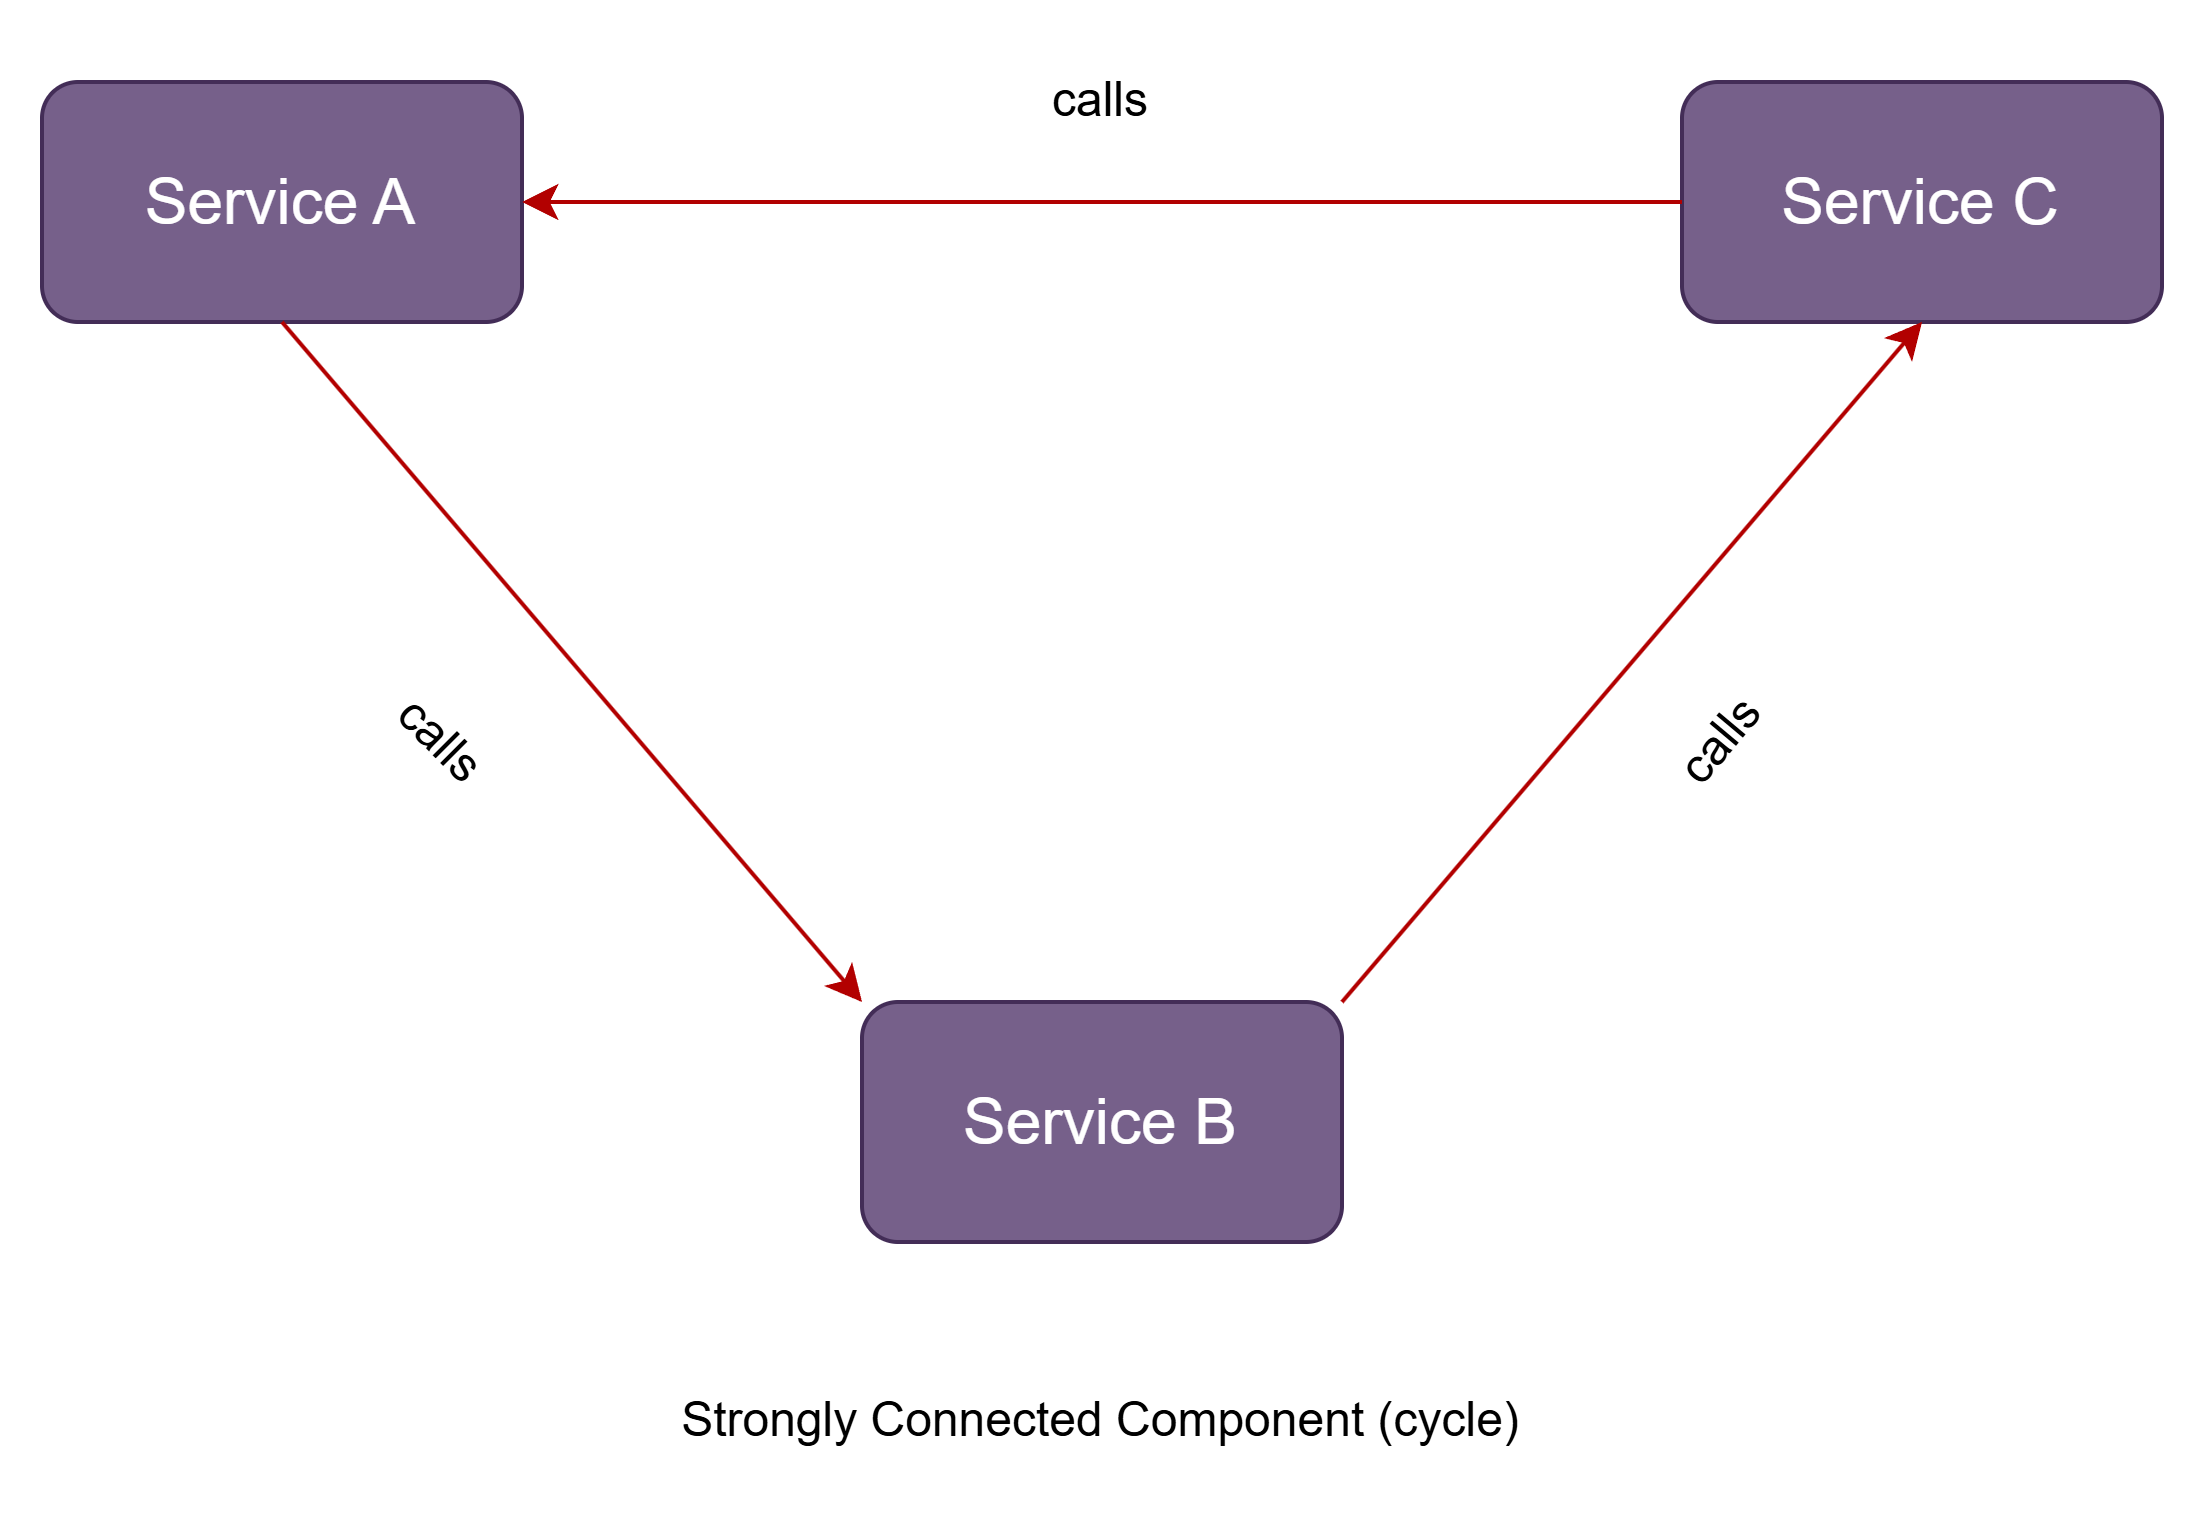 calls
Service A
Service C
calls
calls
Service B
Strongly Connected Component (cycle)